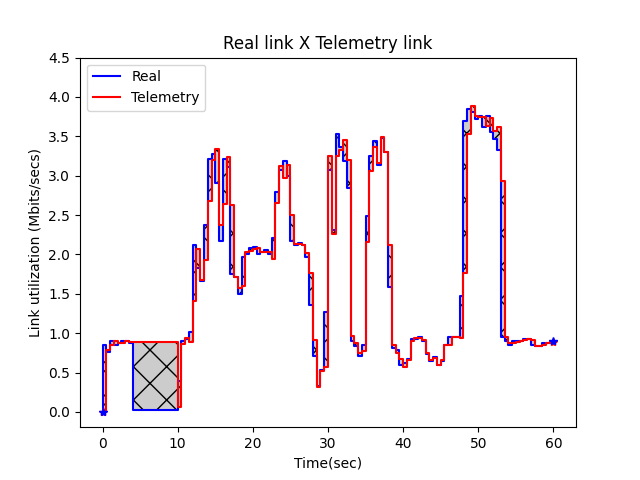 Real link X Telemetry link
Real
Telemetry
Link utilization (Mbits/secs)
4.5
4.0
3.5
3.0
2.5
2.0
1.5
1.0
0.5
0.0
0 10 20 30 40 50 60
Time(sec)